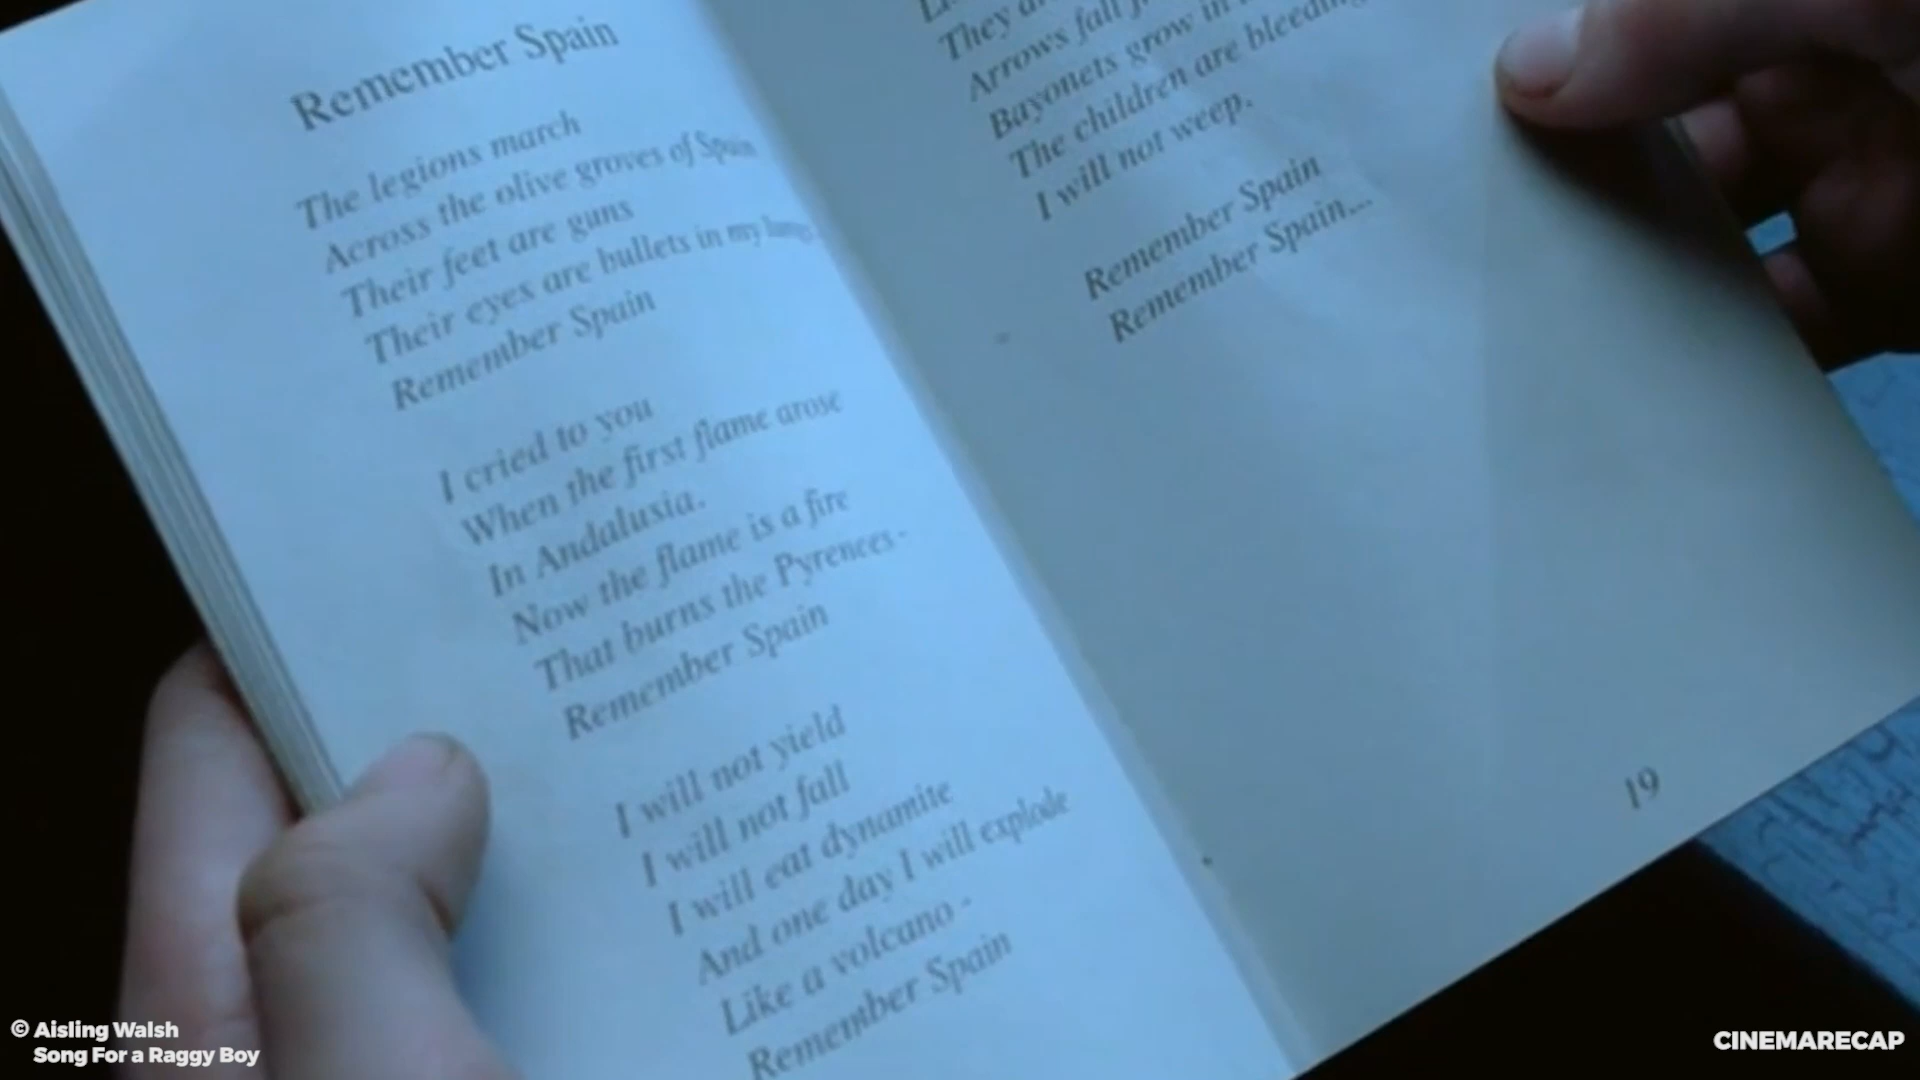 Remember Spain
The legions march
Across the olive groves of Spain
Their feet are guns
Their eyes are bullets in my
Remember Spain
I cried to you
When the first flame arose
In Andalusia.
Now the flame is a fire
That burns the Pyrenees-
Remember Spain
I will not yield
I will not fall
I will eat dynamite
And one day I will explode
Like a volcano -
Remember Spain
They
Arrows fall
Bayonets grow in
The children are bleeding
I will not weep.
Remember Spain
Remember Spain...
19
© Aisling Walsh
Song For a Raggy Boy
CINEMARECAP